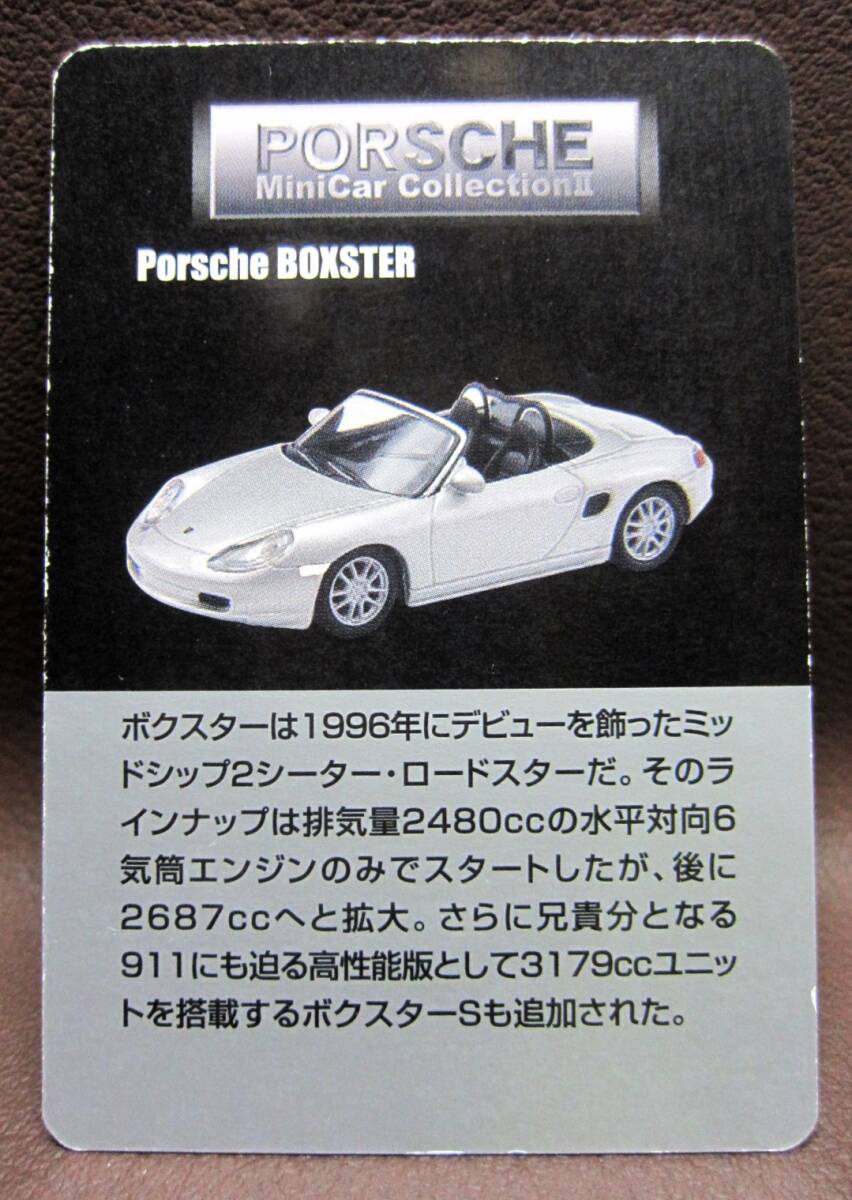 PORSCHE
MiniCar CollectionII
Porsche BOXSTER
ボクスターは1996年にデビューを飾ったミッ
ドシップ2シーター・ロードスターだ。そのラ
インナップは排気量2480ccの水平対向6
気筒エンジンのみでスタートしたが、後に
2687ccへと拡大。さらに兄貴分となる
911にも迫る高性能版として3179ccユニッ
トを搭載するボクスターSも追加された。